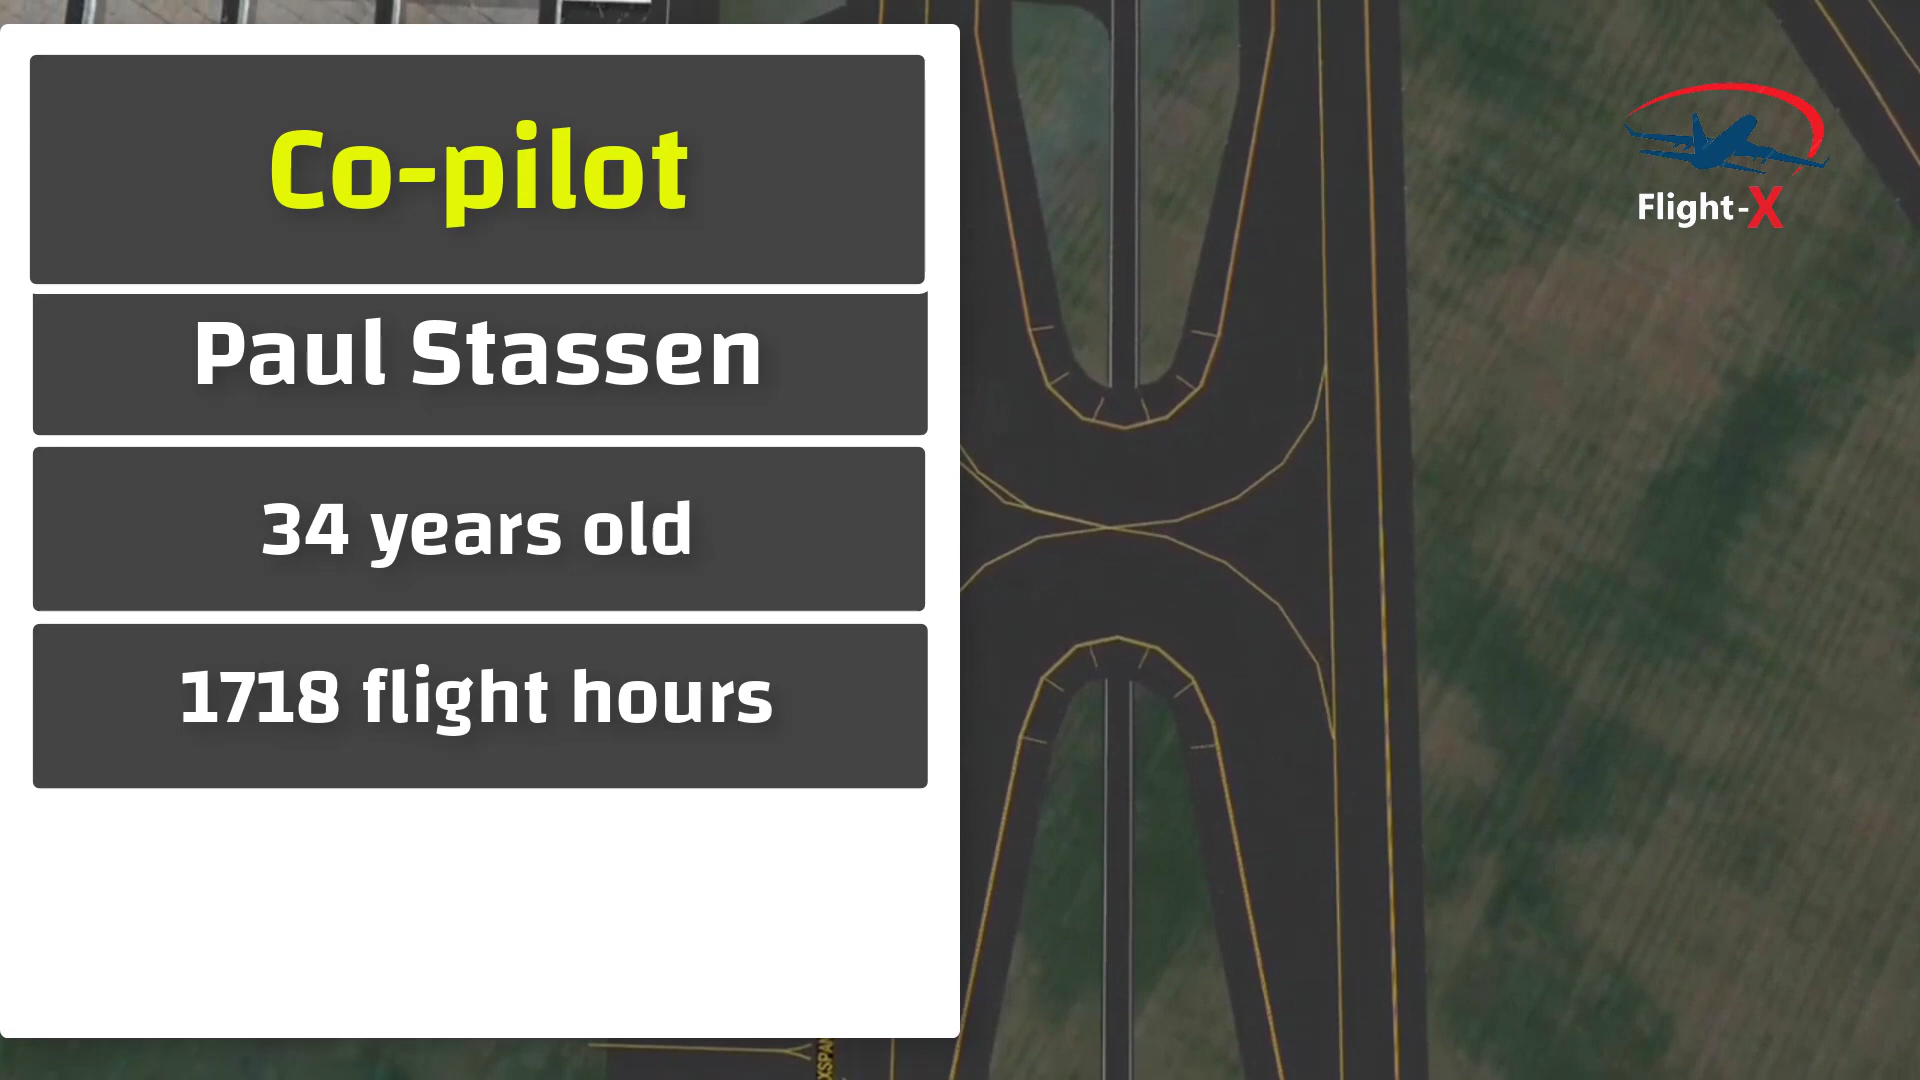 Co-pilot
Paul Stassen
34 years old
1718 flight hours
Flight-X